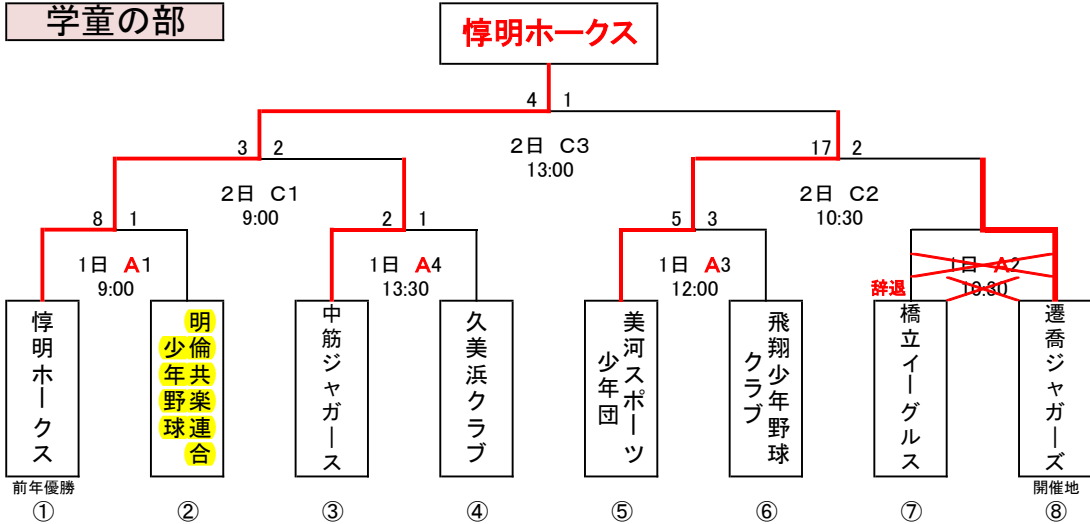 学童の部
惇明ホークス
4 1
2日 C3
13:00
3 2
17 2
2日 C1
9:00
2日 C2
10:30
8 1
2 1
5 3
1日 A1
9:00
1日 A4
13:30
1日 A3
12:00
1日 A2
10:30
辞退
惇明ホークス
明倫共楽連合
少年野球
中筋ジャガース
久美浜クラブ
美河スポーツ
少年団
飛翔少年野球
クラブ
橋立イーグルス
遷喬ジャガーズ
前年優勝
開催地
① ② ③ ④ ⑤ ⑥ ⑦ ⑧